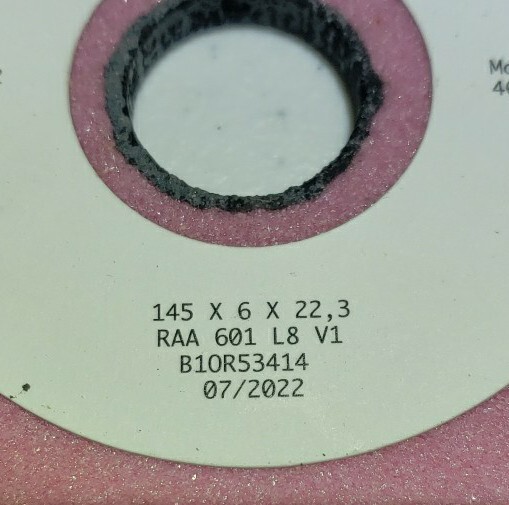 145 X 6 X 22,3
RAA 601 L8 V1
B10R53414
07/2022